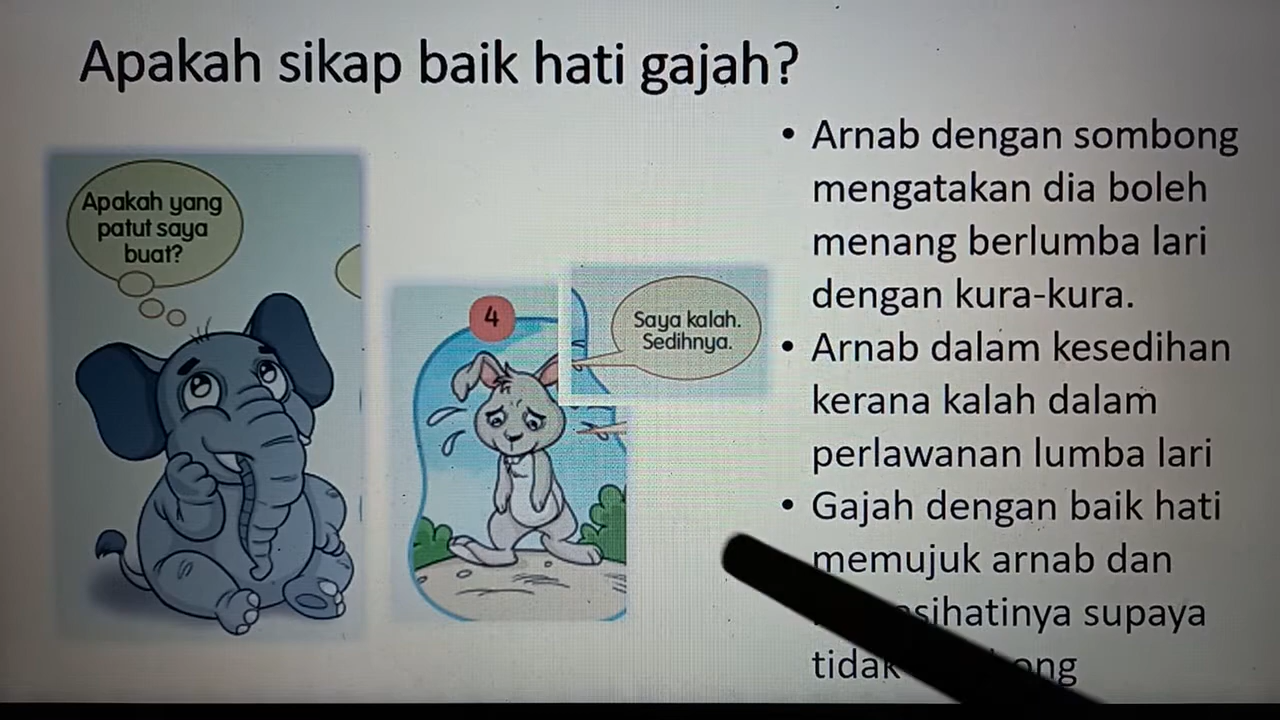 Apakah sikap baik hati gajah?
Apakah yang
patut saya
buat?
4
Saya kalah.
Sedihnya.
• Arnab dengan sombong
mengatakan dia boleh
menang berlumba lari
dengan kura-kura.
• Arnab dalam kesedihan
kerana kalah dalam
perlawanan lumba lari
• Gajah dengan baik hati
memujuk arnab dan
supaya
tidak